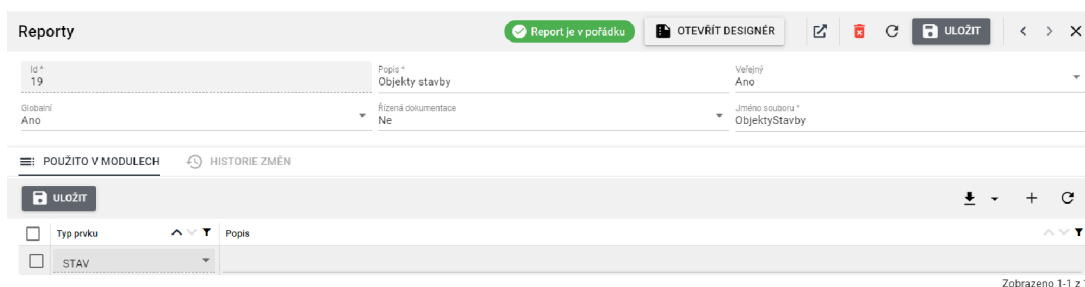 Reporty
Report je v pořádku
OTEVŘÍT DESIGNÉR
ULOŽIT
Id *
19
Popis *
Objekty stavby
Veřejný
Ano
Globalní
Ano
Řízená dokumentace
Ne
Jméno souboru *
ObjektyStavby
POUŽITO V MODULECH
HISTORIE ZMĚN
ULOŽIT
Typ prvku
Popis
STAV
Zobrazeno 1-1 z